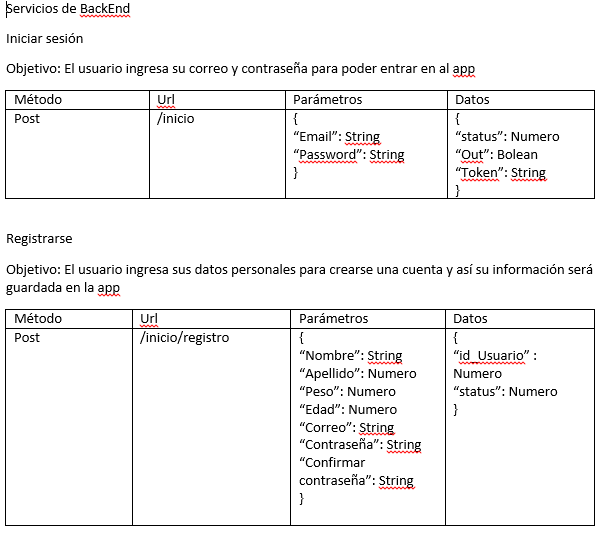 Servicios de BackEnd
Iniciar sesión
Objetivo: El usuario ingresa su correo y contraseña para poder entrar en al app
Método Url Parámetros Datos
Post /inicio { {
“Email”: String “status”: Numero
“Password”: String “Out”: Bolean
} “Token”: String
}
Registrarse
Objetivo: El usuario ingresa sus datos personales para crearse una cuenta y así su información será
guardada en la app
Método Url Parámetros Datos
Post /inicio/registro { {
“Nombre”: String “id_Usuario” :
“Apellido”: Numero Numero
“Peso”: Numero “status”: Numero
“Edad”: Numero }
“Correo”: String
“Contraseña”: String
“Confirmar
contraseña”: String
}